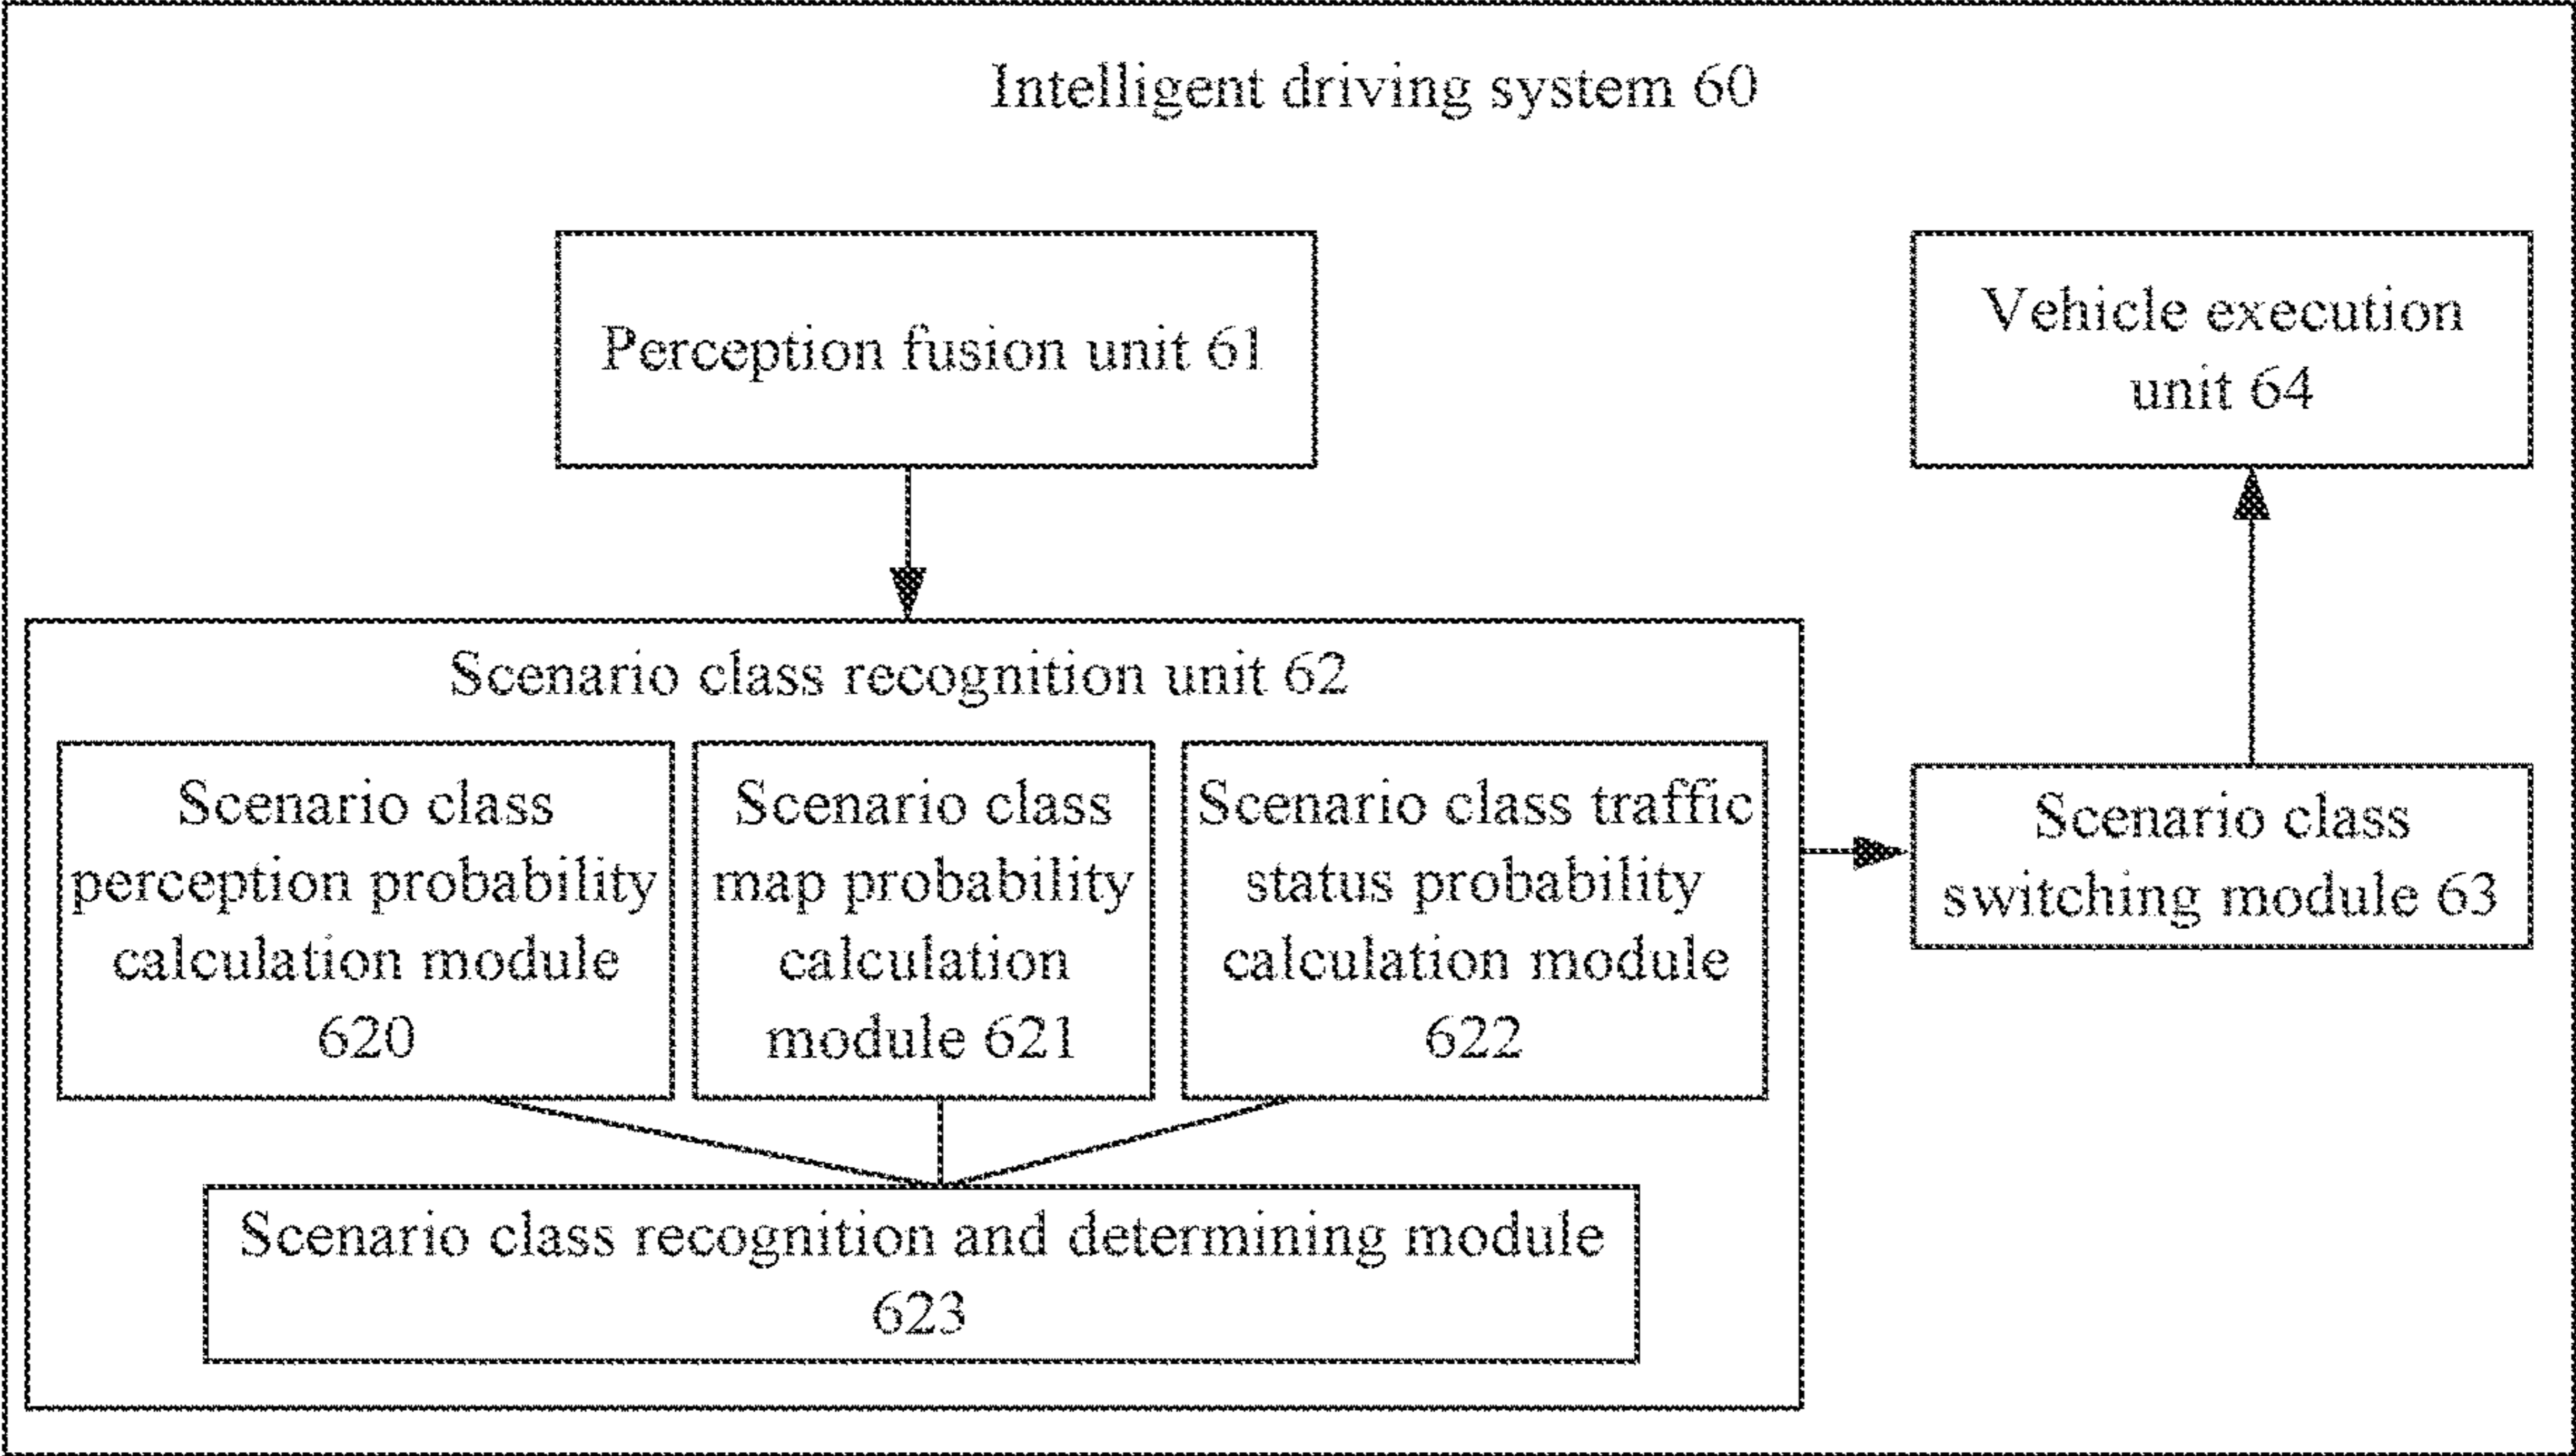 Intelligent driving system 60
Perception fusion unit 61
Vehicle execution
unit 64
Scenario class recognition unit 62
Scenario class
perception probability
calculation module
620
Scenario class
map probability
calculation
module 621
Scenario class traffic
status probability
calculation module
622
Scenario class
switching module 63
Scenario class recognition and determining module
623